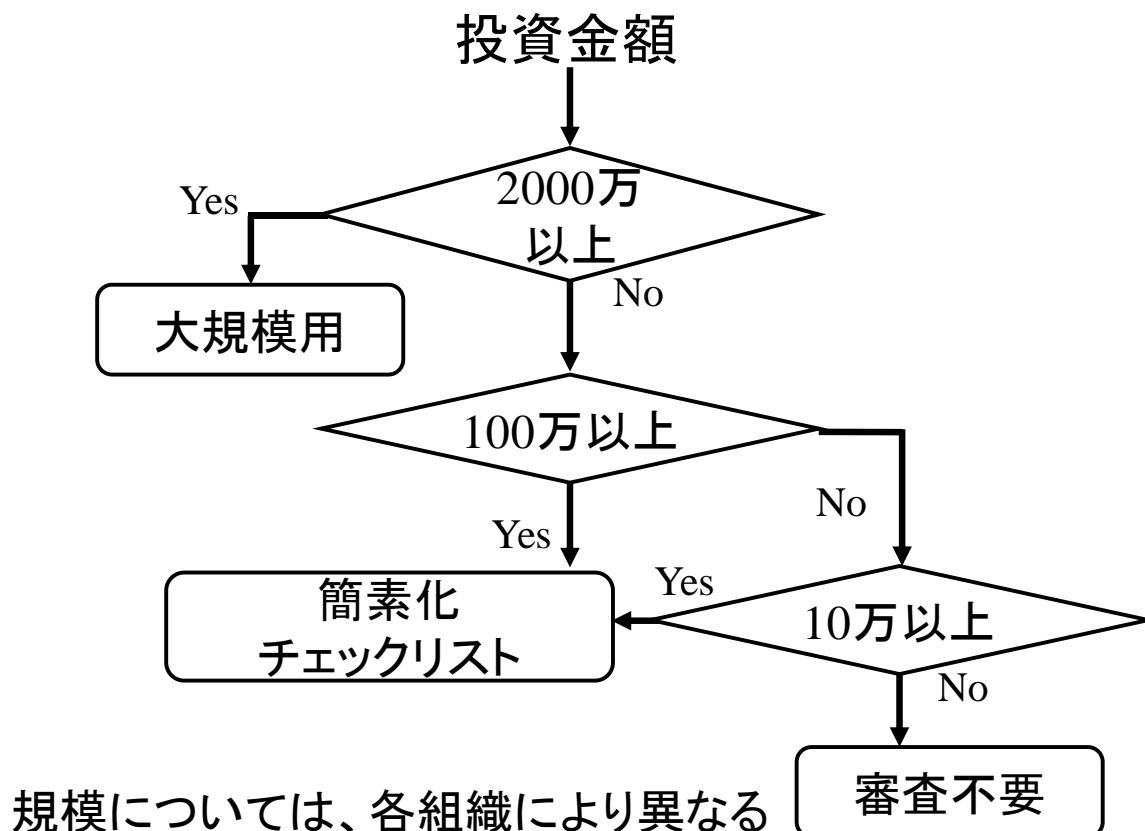 投資金額
2000万
以上
Yes
No
大規模用
100万以上
No
Yes
簡素化
チェックリスト
Yes
10万以上
No
審査不要
規模については、各組織により異なる